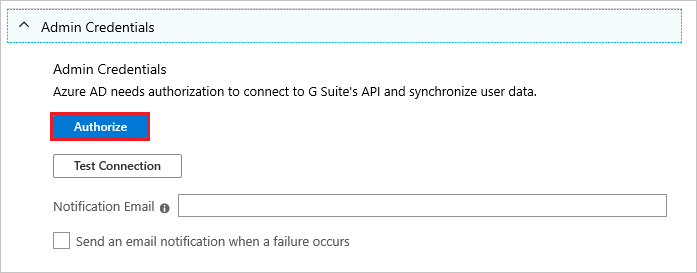 Admin Credentials
Admin Credentials
Azure AD needs authorization to connect to G Suite's API and synchronize user data.
Authorize
Test Connection
Notification Email
Send an email notification when a failure occurs